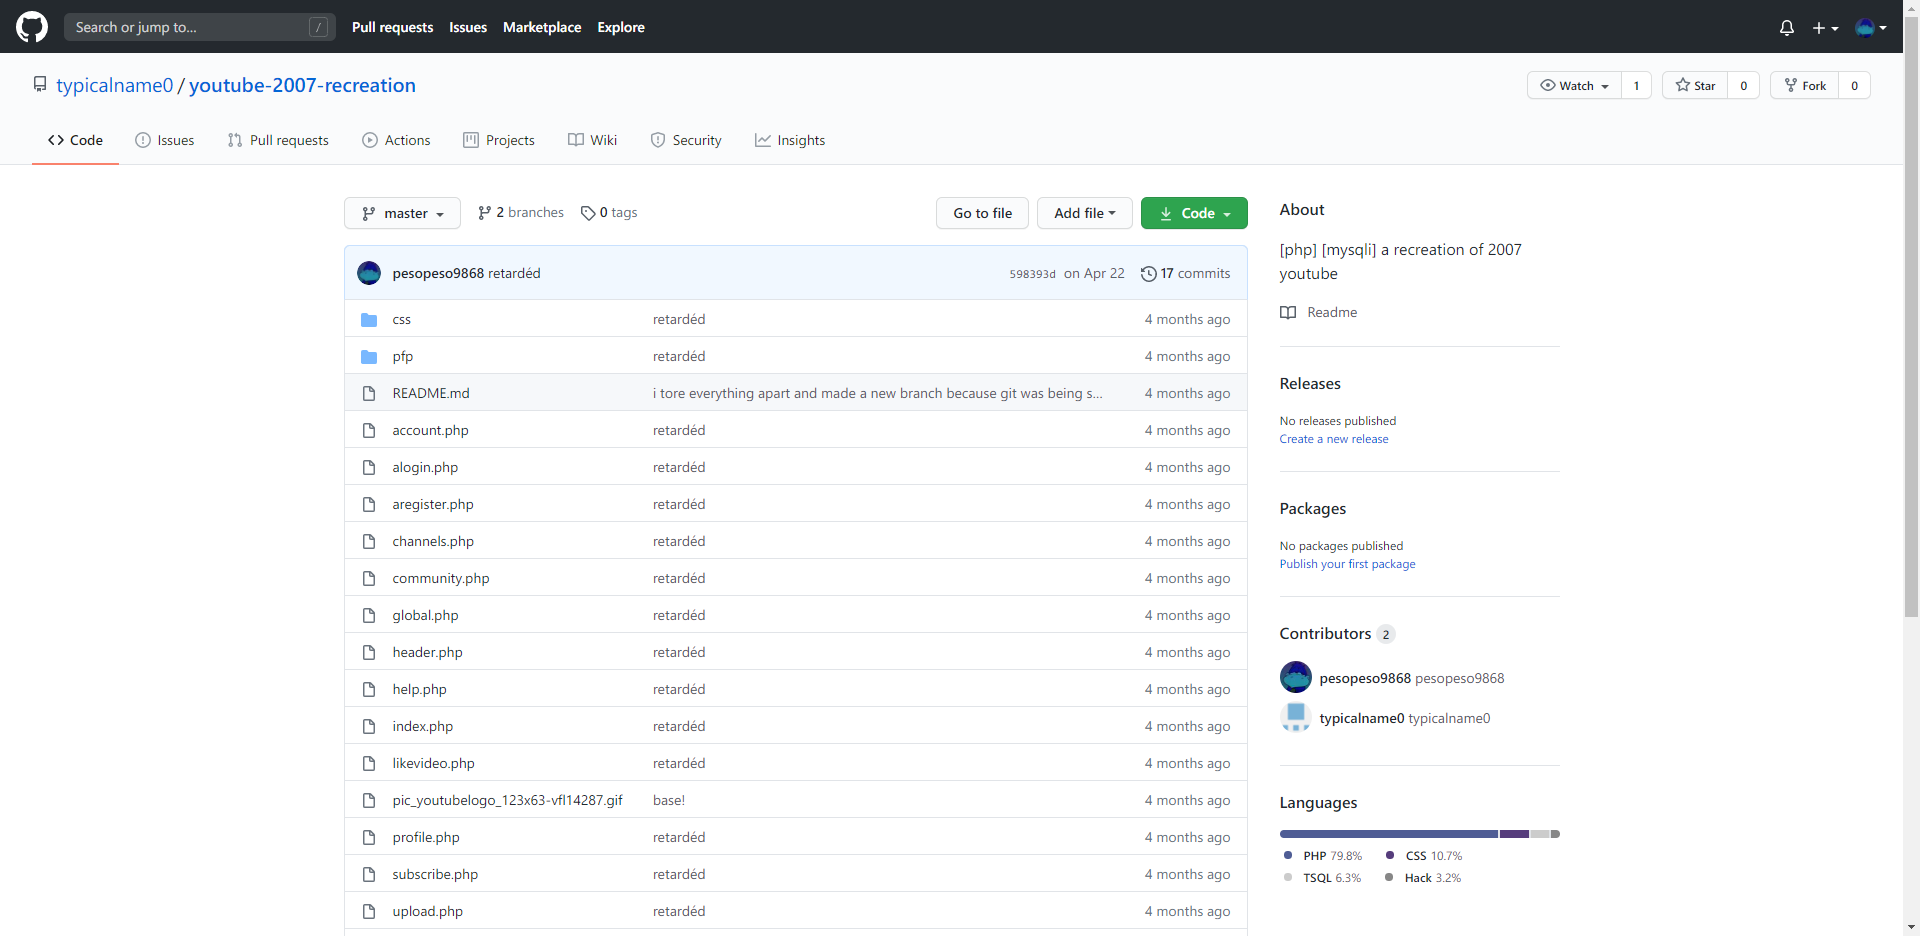 Search or jump to... / Pull requests Issues Marketplace Explore
typicalname0 / youtube-2007-recreation Watch 1 Star 0 Fork 0
Code Issues Pull requests Actions Projects Wiki Security Insights
master 2 branches 0 tags Go to file Add file Code
pesopeso9868 retardéd 598393d on Apr 22 17 commits
css retardéd 4 months ago
pfp retardéd 4 months ago
README.md i tore everything apart and made a new branch because git was being s... 4 months ago
account.php retardéd 4 months ago
alogin.php retardéd 4 months ago
aregister.php retardéd 4 months ago
channels.php retardéd 4 months ago
community.php retardéd 4 months ago
global.php retardéd 4 months ago
header.php retardéd 4 months ago
help.php retardéd 4 months ago
index.php retardéd 4 months ago
likevideo.php retardéd 4 months ago
pic_youtubelogo_123x63-vfl14287.gif base! 4 months ago
profile.php retardéd 4 months ago
subscribe.php retardéd 4 months ago
upload.php retardéd 4 months ago
About
[php] [mysqli] a recreation of 2007
youtube
Readme
Releases
No releases published
Create a new release
Packages
No packages published
Publish your first package
Contributors 2
pesopeso9868 pesopeso9868
typicalname0 typicalname0
Languages
PHP 79.8% CSS 10.7%
TSQL 6.3% Hack 3.2%